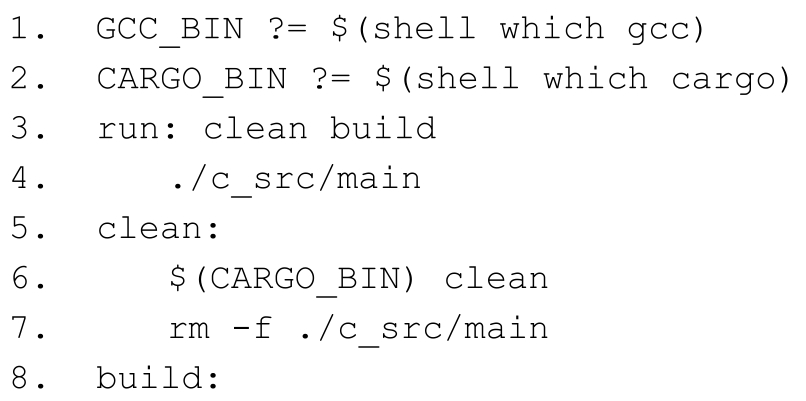 1. GCC_BIN ?= $(shell which gcc)
2. CARGO_BIN ?= $(shell which cargo)
3. run: clean build
4. ./c_src/main
5. clean:
6. $(CARGO_BIN) clean
7. rm -f ./c_src/main
8. build: